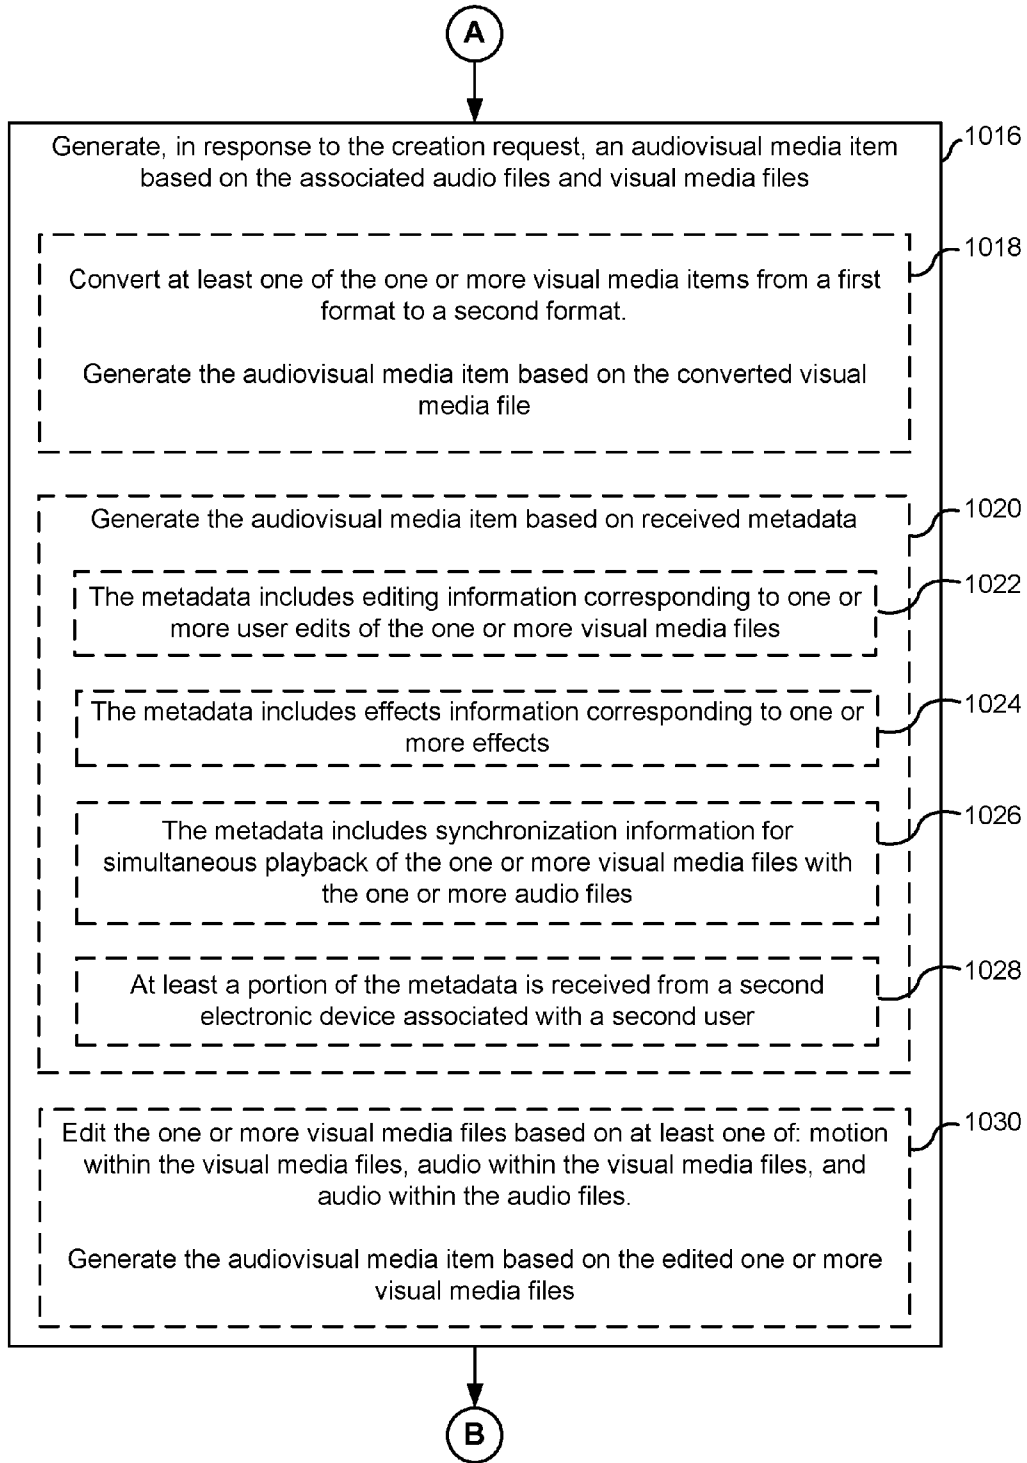 A
Generate, in response to the creation request, an audiovisual media item
based on the associated audio files and visual media files
1016
Convert at least one of the one or more visual media items from a first
format to a second format.
Generate the audiovisual media item based on the converted visual
media file
1018
Generate the audiovisual media item based on received metadata
1020
The metadata includes editing information corresponding to one or
more user edits of the one or more visual media files
1022
The metadata includes effects information corresponding to one or
more effects
1024
The metadata includes synchronization information for
simultaneous playback of the one or more visual media files with
the one or more audio files
1026
At least a portion of the metadata is received from a second
electronic device associated with a second user
1028
Edit the one or more visual media files based on at least one of: motion
within the visual media files, audio within the visual media files, and
audio within the audio files.
Generate the audiovisual media item based on the edited one or more
visual media files
1030
B